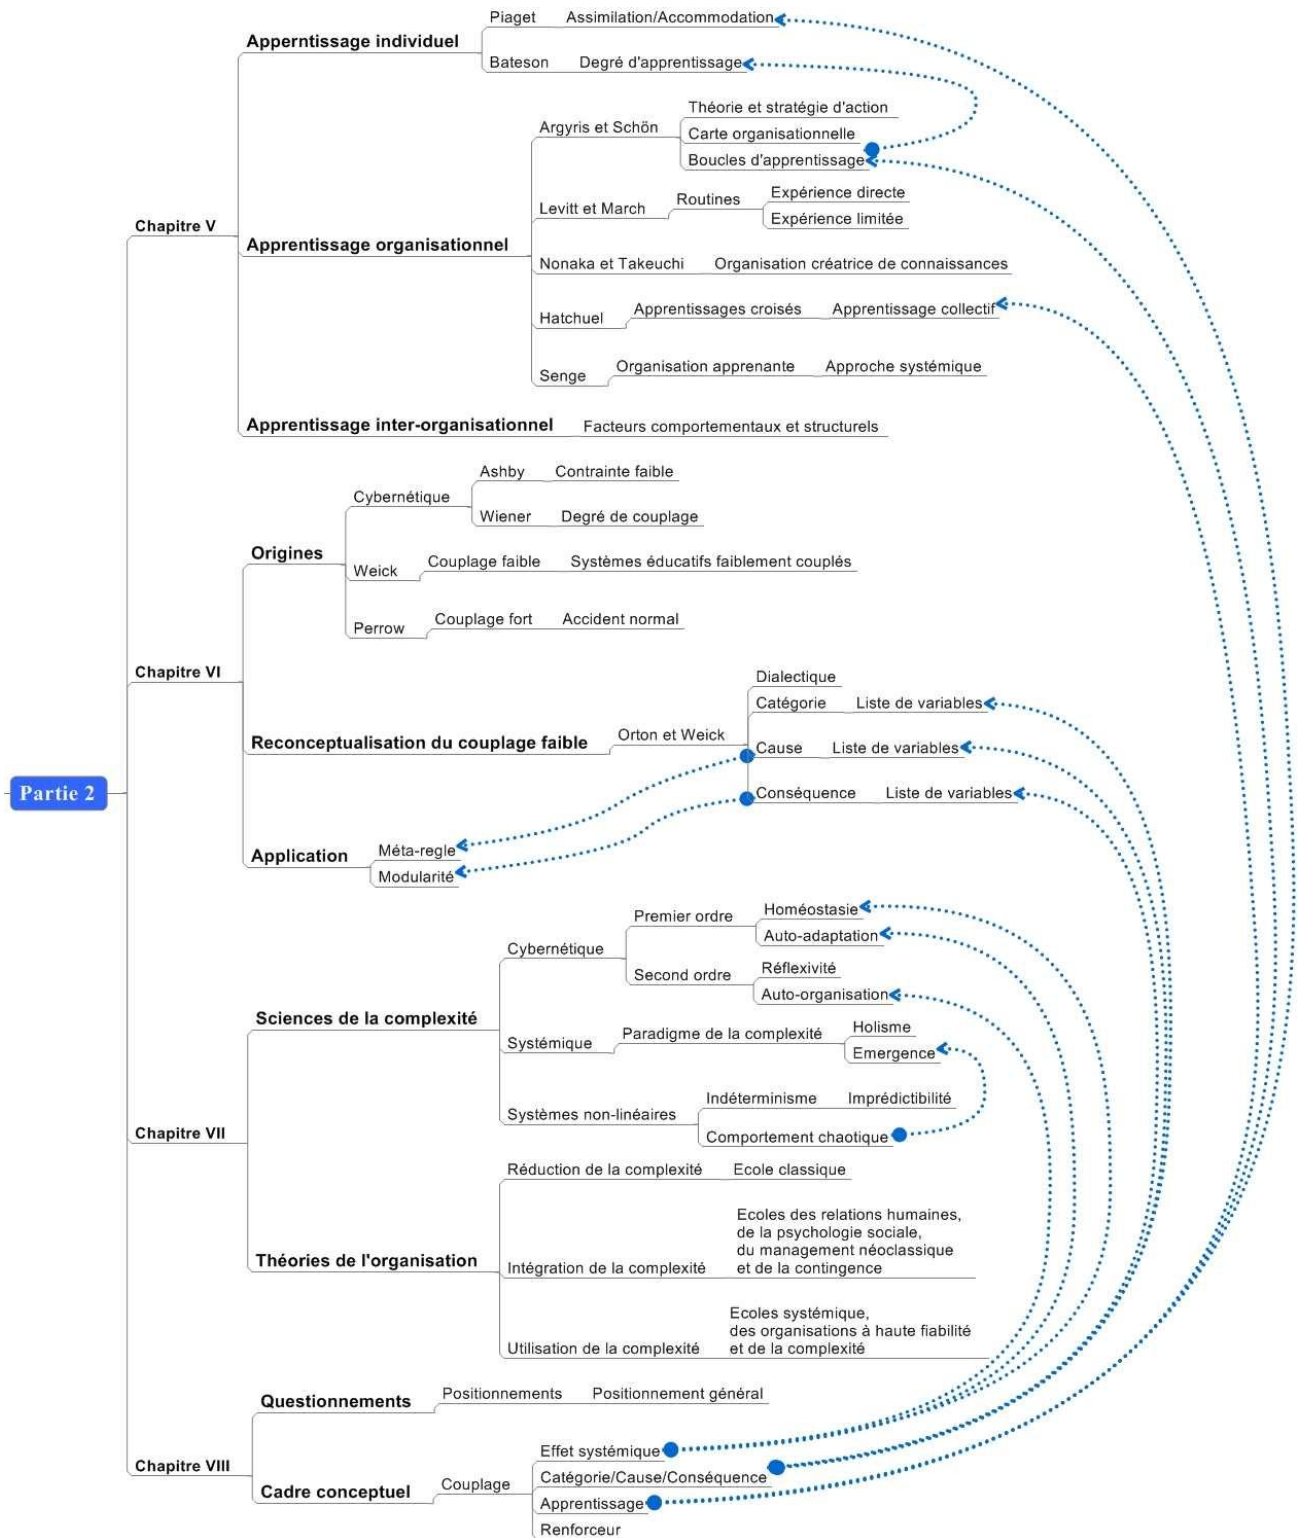 Partie 2
Chapitre V
Apperntissage individuel
Piaget
Assimilation/Accommodation
Bateson
Degré d'apprentissage
Apprentissage organisationnel
Argyris et Schön
Théorie et stratégie d'action
Carte organisationnelle
Boucles d'apprentissage
Levitt et March
Routines
Expérience directe
Expérience limitée
Nonaka et Takeuchi
Organisation créatrice de connaissances
Hatchuel
Apprentissages croisés
Apprentissage collectif
Senge
Organisation apprenante
Approche systémique
Apprentissage inter-organisationnel
Facteurs comportementaux et structurels
Chapitre VI
Origines
Cybernétique
Ashby
Contrainte faible
Wiener
Degré de couplage
Weick
Couplage faible
Systèmes éducatifs faiblement couplés
Perrow
Couplage fort
Accident normal
Reconceptualisation du couplage faible
Orton et Weick
Dialectique
Catégorie
Liste de variables
Cause
Liste de variables
Conséquence
Liste de variables
Application
Méta-regle
Modularité
Chapitre VII
Sciences de la complexité
Cybernétique
Premier ordre
Homéostasie
Auto-adaptation
Second ordre
Réflexivité
Auto-organisation
Systémique
Paradigme de la complexité
Holisme
Emergence
Systèmes non-linéaires
Indéterminisme
Imprédictibilité
Comportement chaotique
Théories de l'organisation
Réduction de la complexité
Ecole classique
Intégration de la complexité
Ecoles des relations humaines,
de la psychologie sociale,
du management néoclassique
et de la contingence
Utilisation de la complexité
Ecoles systémique,
des organisations à haute fiabilité
et de la complexité
Chapitre VIII
Questionnements
Positionnements
Positionnement général
Cadre conceptuel
Couplage
Effet systémique
Catégorie/Cause/Conséquence
Apprentissage
Renforceur